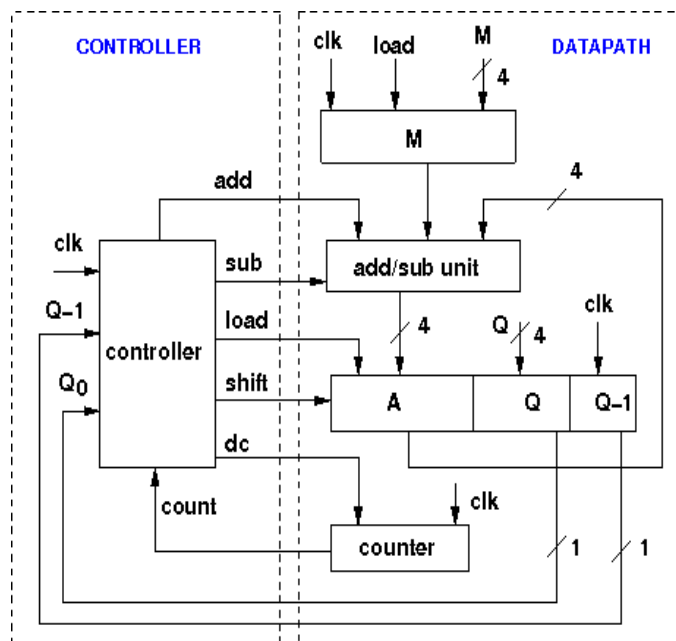 CONTROLLER
DATAPATH
clk
load
M
4
M
add
4
clk
sub
add/sub unit
Q-1
load
4
Q
4
clk
controller
Q0
shift
A
Q
Q-1
dc
count
clk
counter
1
1